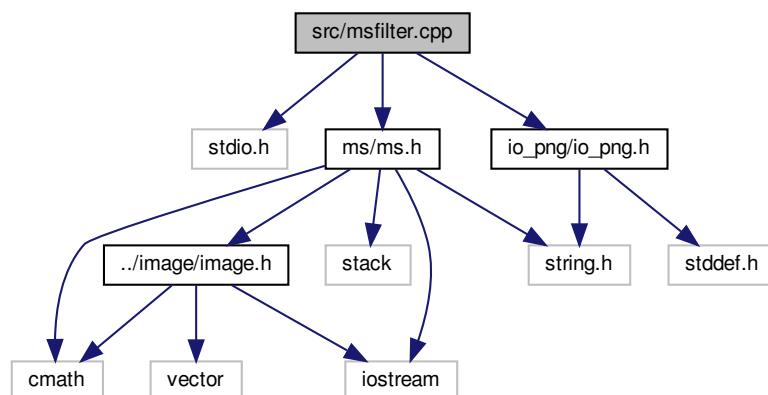 src/msfilter.cpp
stdio.h
ms/ms.h
io_png/io_png.h
../image/image.h
stack
string.h
stddef.h
cmath
vector
iostream